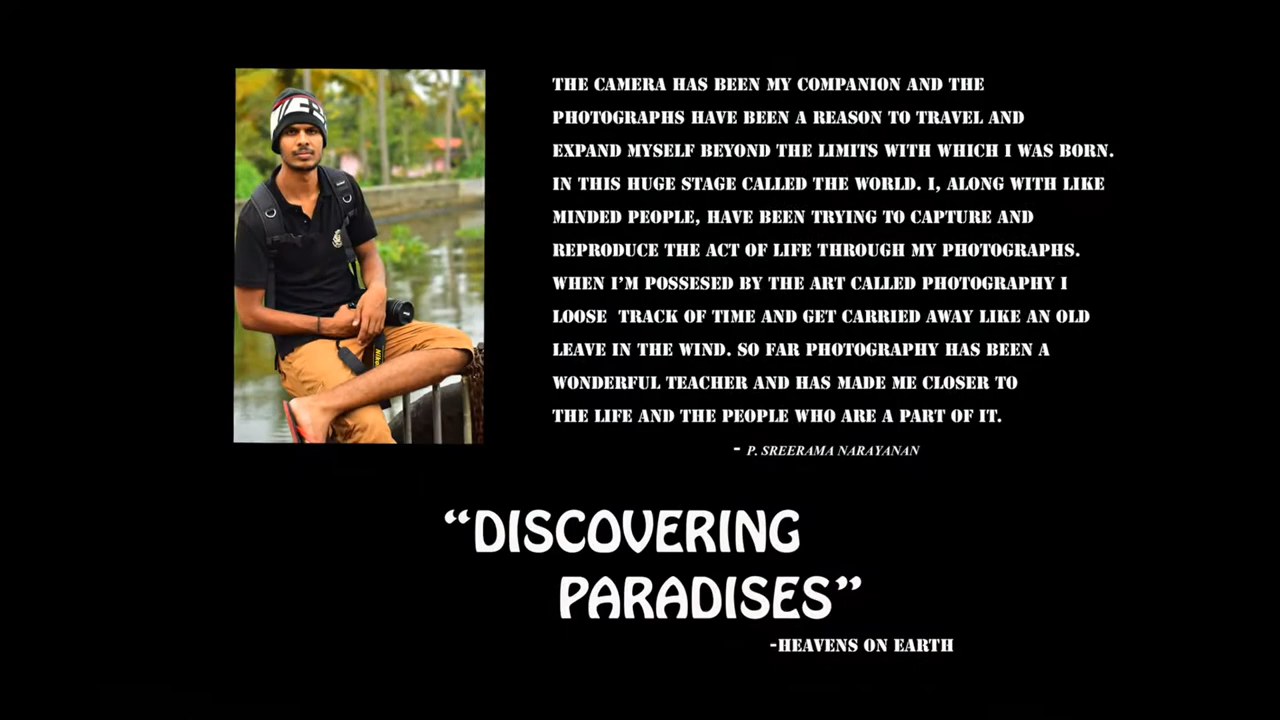 THE CAMERA HAS BEEN MY COMPANION AND THE
PHOTOGRAPHS HAVE BEEN A REASON TO TRAVEL AND
EXPAND MYSELF BEYOND THE LIMITS WITH WHICH I WAS BORN.
IN THIS HUGE STAGE CALLED THE WORLD. I, ALONG WITH LIKE
MINDED PEOPLE, HAVE BEEN TRYING TO CAPTURE AND
REPRODUCE THE ACT OF LIFE THROUGH MY PHOTOGRAPHS.
WHEN I'M POSSESED BY THE ART CALLED PHOTOGRAPHY I
LOOSE TRACK OF TIME AND GET CARRIED AWAY LIKE AN OLD
LEAVE IN THE WIND. SO FAR PHOTOGRAPHY HAS BEEN A
WONDERFUL TEACHER AND HAS MADE ME CLOSER TO
THE LIFE AND THE PEOPLE WHO ARE A PART OF IT.
- P. SREERAMA NARAYANAN
“DISCOVERING
PARADISES”
-HEAVENS ON EARTH